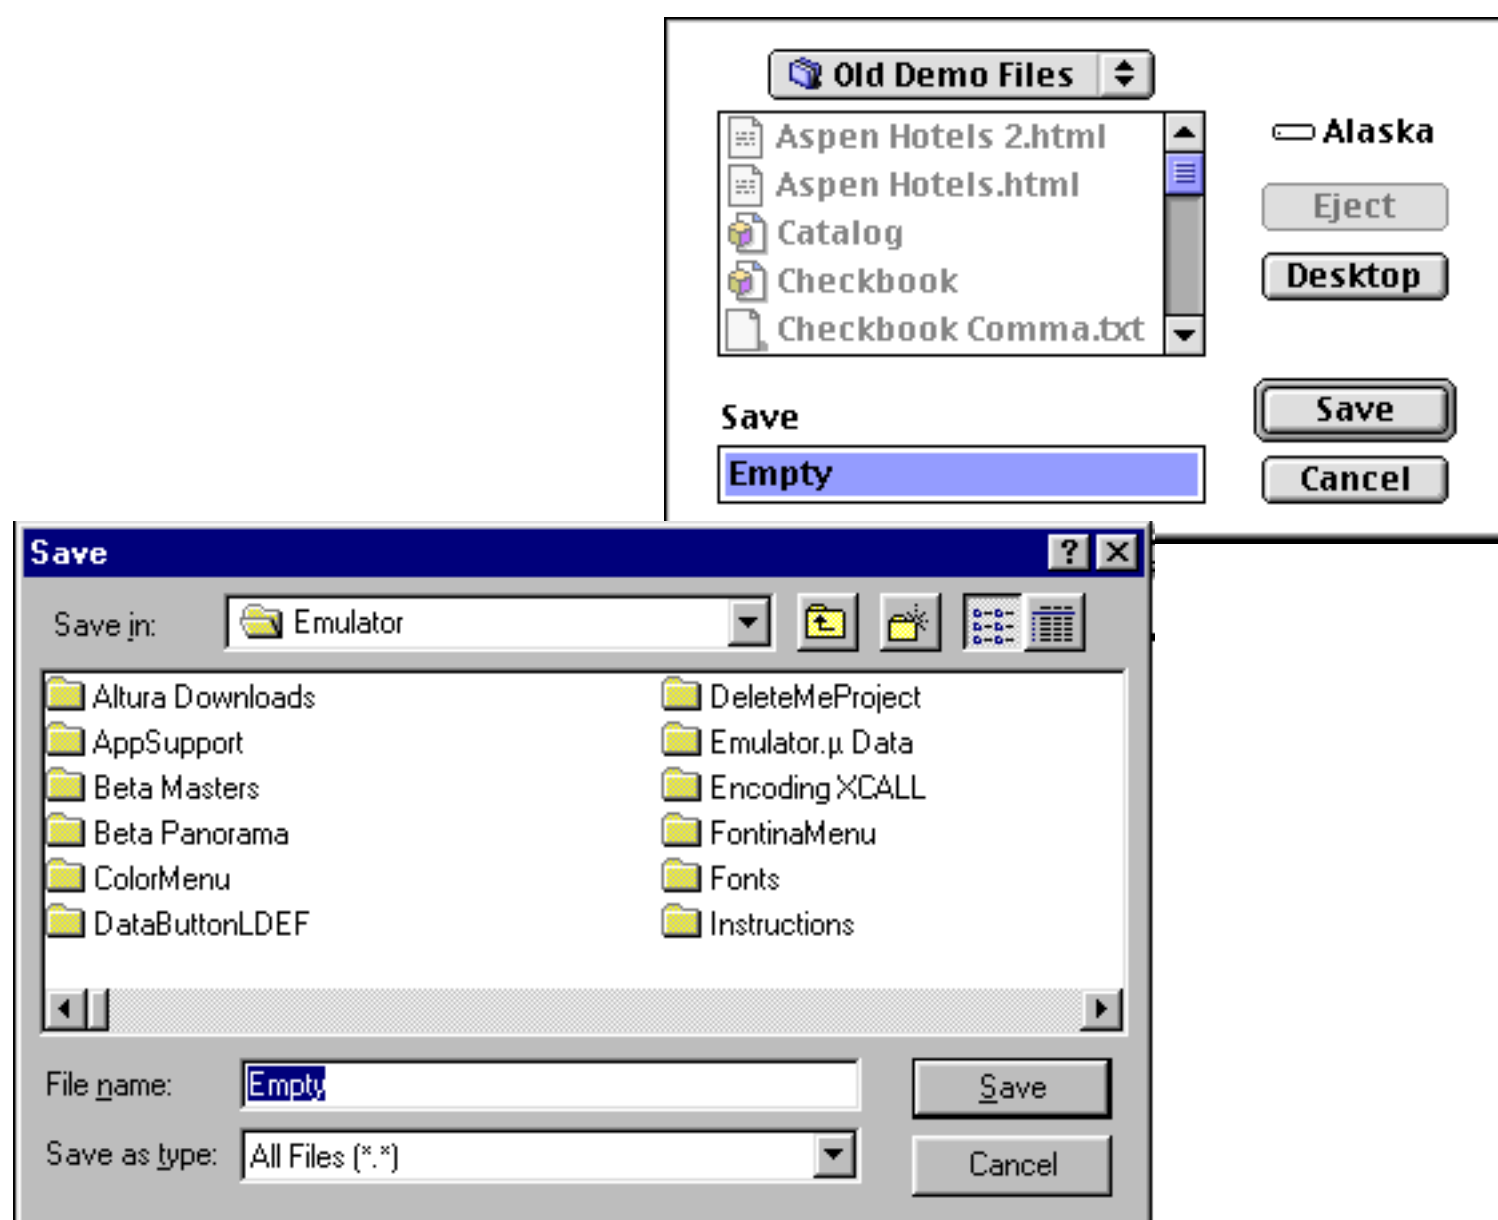 Old Demo Files
Aspen Hotels 2.html
Aspen Hotels.html
Catalog
Checkbook
Checkbook Comma.txt
Alaska
Eject
Desktop
Save
Empty
Save
Cancel
Save
Save in:
Emulator
Altura Downloads
AppSupport
Beta Masters
Beta Panorama
ColorMenu
DataButtonLDEF
DeleteMeProject
Emulator.µ Data
Encoding XCALL
FontinaMenu
Fonts
Instructions
File name:
Empty
Save
Save as type:
All Files (*.*)
Cancel